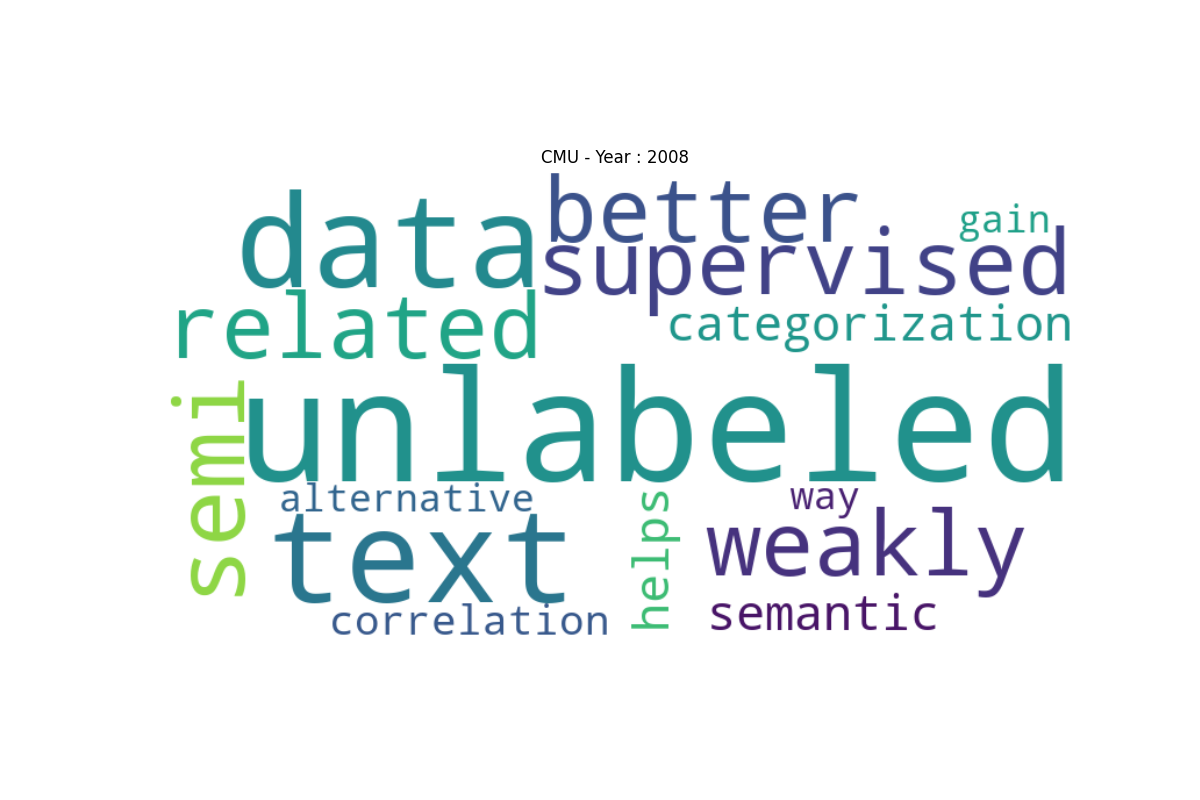 CMU - Year : 2008
data
better
gain
supervised
related
categorization
semi
unlabeled
alternative
helps
way
text
weakly
correlation
semantic